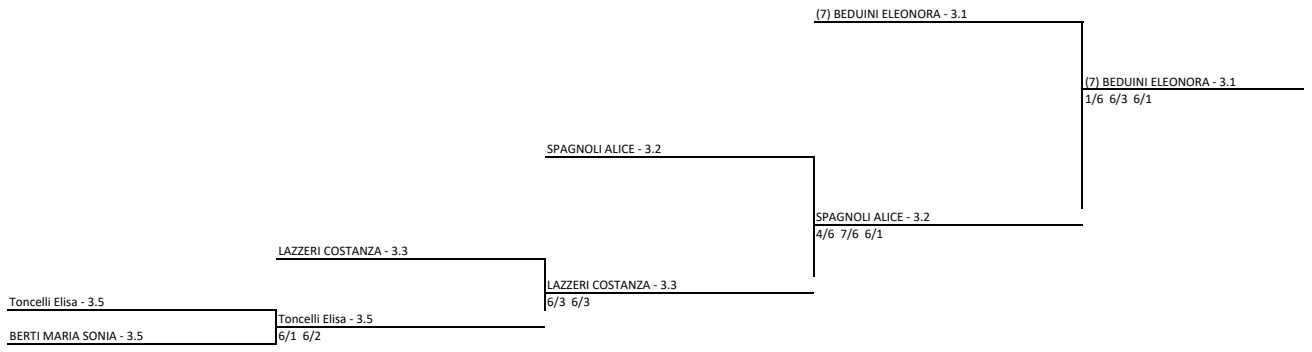 (7) BEDUINI ELEONORA - 3.1
(7) BEDUINI ELEONORA - 3.1
1/6 6/3 6/1
SPAGNOLI ALICE - 3.2
SPAGNOLI ALICE - 3.2
4/6 7/6 6/1
LAZZERI COSTANZA - 3.3
LAZZERI COSTANZA - 3.3
6/3 6/3
Toncelli Elisa - 3.5
Toncelli Elisa - 3.5
6/1 6/2
BERTI MARIA SONIA - 3.5